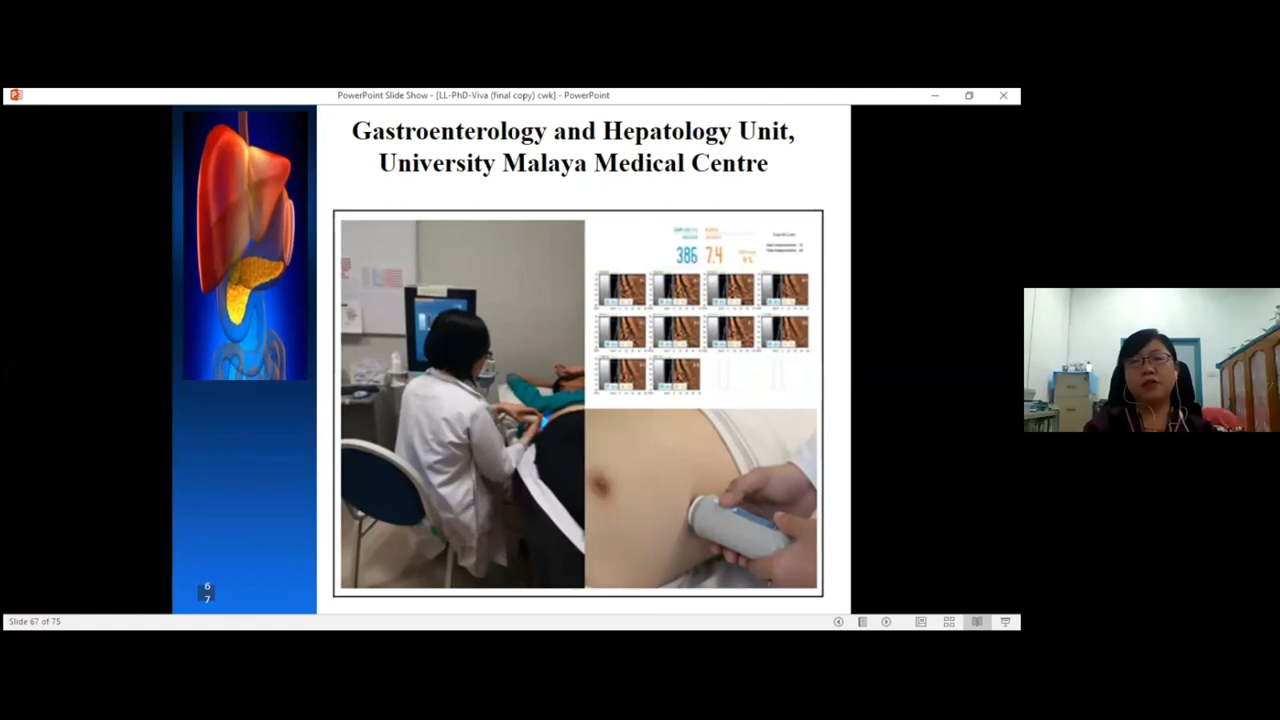 PowerPoint Slide Show - [LL-PhD-Viva (final copy) cwk] - PowerPoint
Gastroenterology and Hepatology Unit,
University Malaya Medical Centre
386 7.4
6
7
Slide 67 of 75